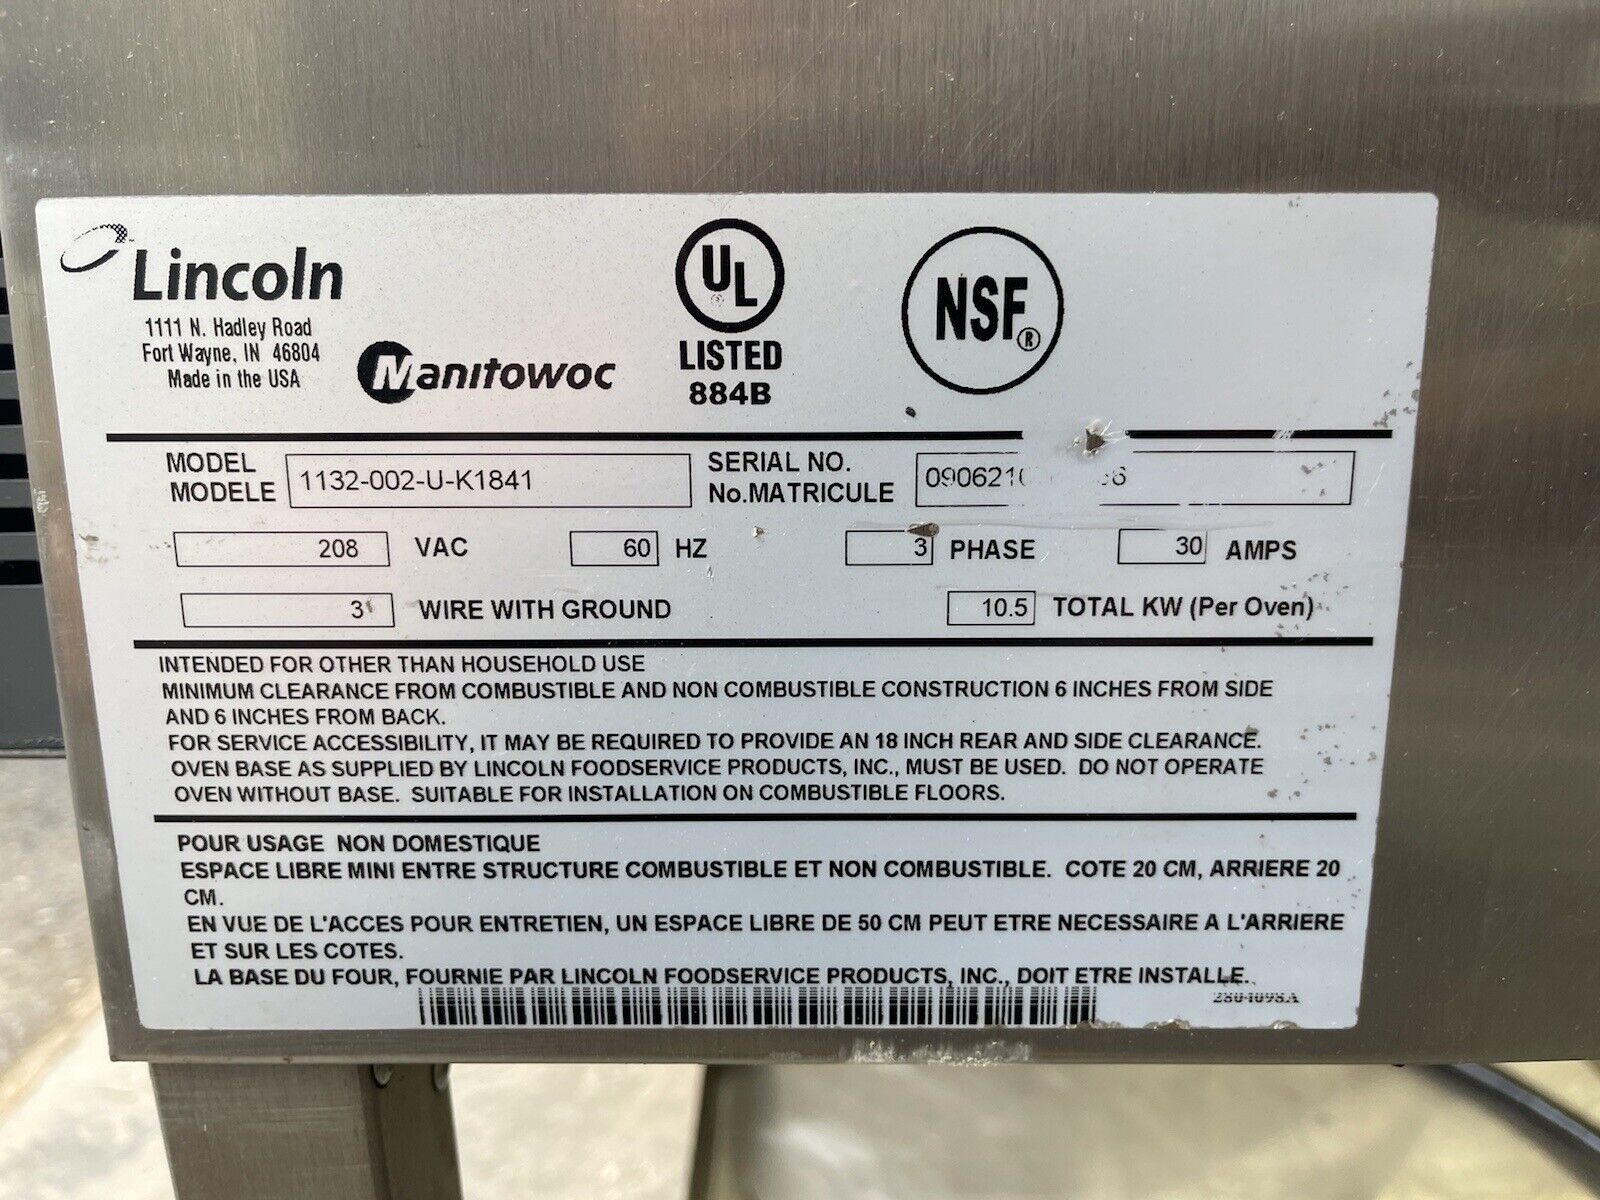 Lincoln
1111 N. Hadley Road
Fort Wayne, IN 46804
Made in the USA
Manitowoc
UL
LISTED
884B
NSF®
MODEL
MODELE
1132-002-U-K1841
SERIAL NO.
No.MATRICULE
208 VAC 60 HZ 3 PHASE 30 AMPS
3 WIRE WITH GROUND 10.5 TOTAL KW (Per Oven)
INTENDED FOR OTHER THAN HOUSEHOLD USE
MINIMUM CLEARANCE FROM COMBUSTIBLE AND NON COMBUSTIBLE CONSTRUCTION 6 INCHES FROM SIDE
AND 6 INCHES FROM BACK.
FOR SERVICE ACCESSIBILITY, IT MAY BE REQUIRED TO PROVIDE AN 18 INCH REAR AND SIDE CLEARANCE.
OVEN BASE AS SUPPLIED BY LINCOLN FOODSERVICE PRODUCTS, INC., MUST BE USED. DO NOT OPERATE
OVEN WITHOUT BASE. SUITABLE FOR INSTALLATION ON COMBUSTIBLE FLOORS.
POUR USAGE NON DOMESTIQUE
ESPACE LIBRE MINI ENTRE STRUCTURE COMBUSTIBLE ET NON COMBUSTIBLE. COTE 20 CM, ARRIERE 20
CM.
EN VUE DE L'ACCES POUR ENTRETIEN, UN ESPACE LIBRE DE 50 CM PEUT ETRE NECESSAIRE A L'ARRIERE
ET SUR LES COTES.
LA BASE DU FOUR, FOURNIE PAR LINCOLN FOODSERVICE PRODUCTS, INC., DOIT ETRE INSTALLE.